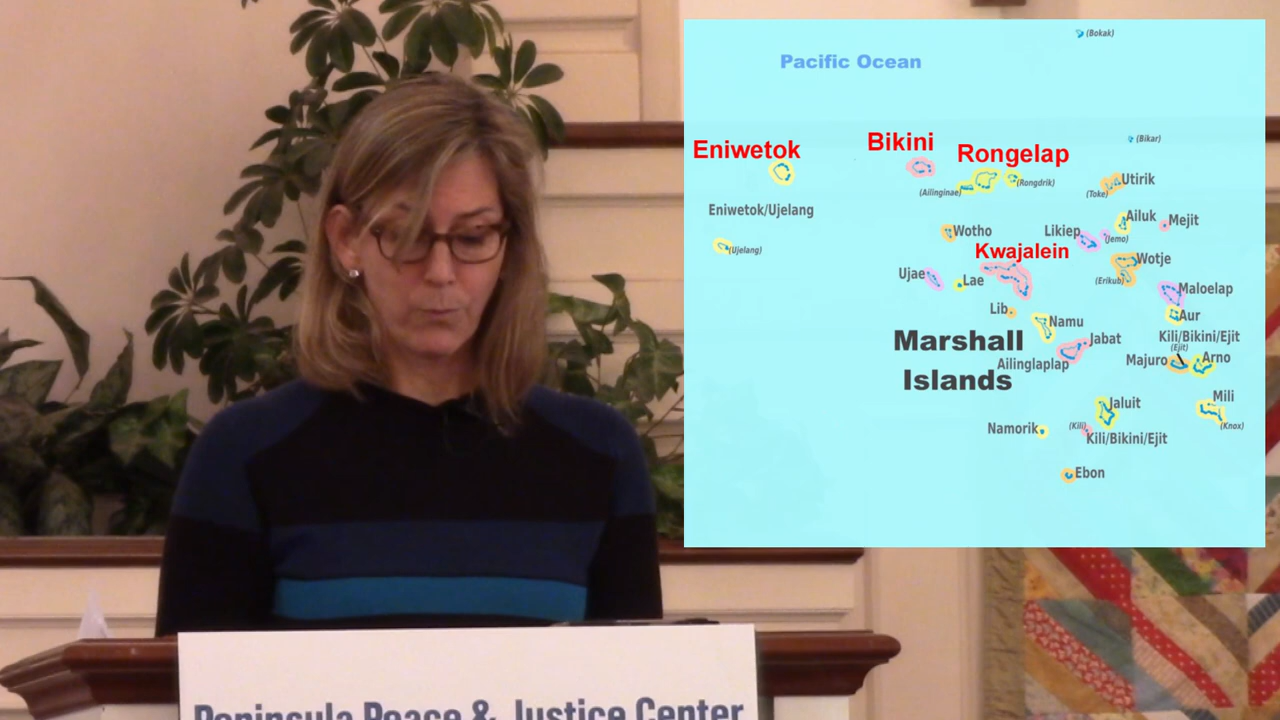 (Bokak)
Pacific Ocean
(Bikar)
Eniwetok
Bikini
Rongelap
(Ailinginae)
(Rongdrik)
Utirik
(Toke)
Eniwetok/Ujelang
Ailuk
Mejit
Wotho
Likiep
(Jemo)
(Ujelang)
Kwajalein
Wotje
Ujae
Lae
(Erikub)
Maloelap
Lib
Aur
Namu
Marshall
Islands
Jabat
Kili/Bikini/Ejit
(Ejit)
Ailinglaplap
Majuro
Arno
Jaluit
Mili
(Knox)
Namorik
(Kili)
Kili/Bikini/Ejit
Ebon
Peninsula Peace & Justice Center